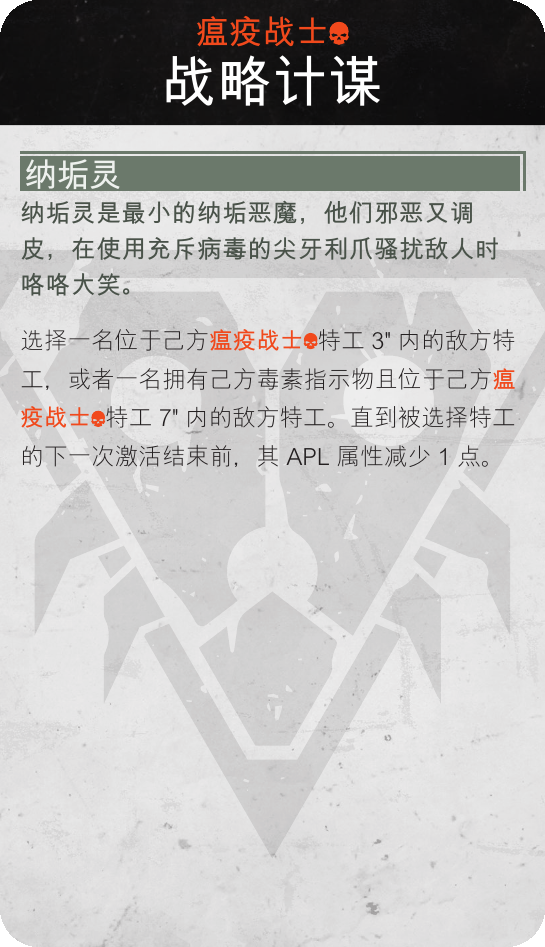 瘟疫战士
战略计谋
纳垢灵
纳垢灵是最小的纳垢恶魔，他们邪恶又调
皮，在使用充斥病毒的尖牙利爪骚扰敌人时
咯咯大笑。
选择一名位于己方瘟疫战士特工 3" 内的敌方特
工，或者一名拥有己方毒素指示物且位于己方瘟
疫战士特工 7" 内的敌方特工。直到被选择特工
的下一次激活结束前，其 APL 属性减少 1 点。